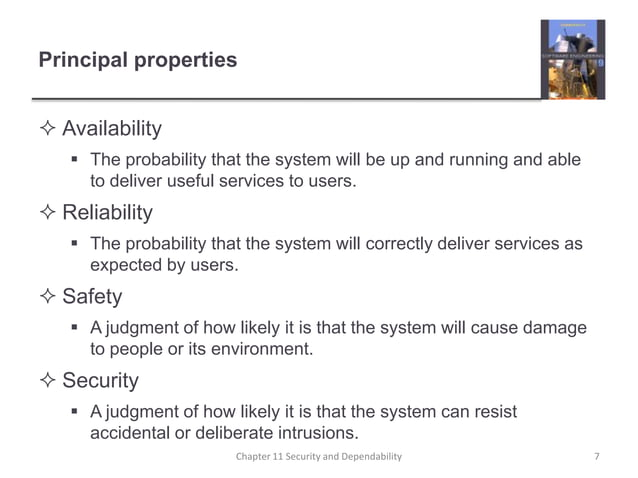 Principal properties
SOFTWARE ENGINEERING
9
✧ Availability
▪ The probability that the system will be up and running and able
to deliver useful services to users.
✧ Reliability
▪ The probability that the system will correctly deliver services as
expected by users.
✧ Safety
▪ A judgment of how likely it is that the system will cause damage
to people or its environment.
✧ Security
▪ A judgment of how likely it is that the system can resist
accidental or deliberate intrusions.
Chapter 11 Security and Dependability
7